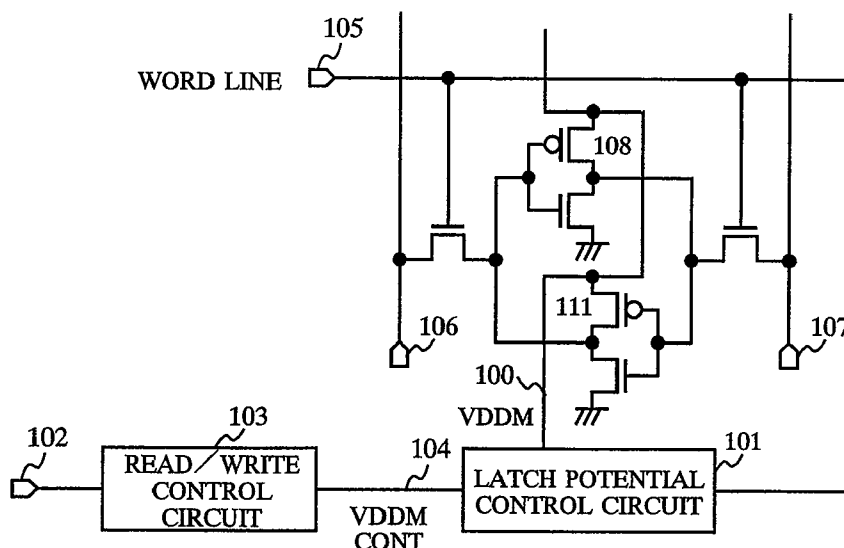 105
WORD LINE
108
111
106
107
100
VDDM
102
103
READ/WRITE
CONTROL
CIRCUIT
104
VDDM
CONT
101
LATCH POTENTIAL
CONTROL CIRCUIT